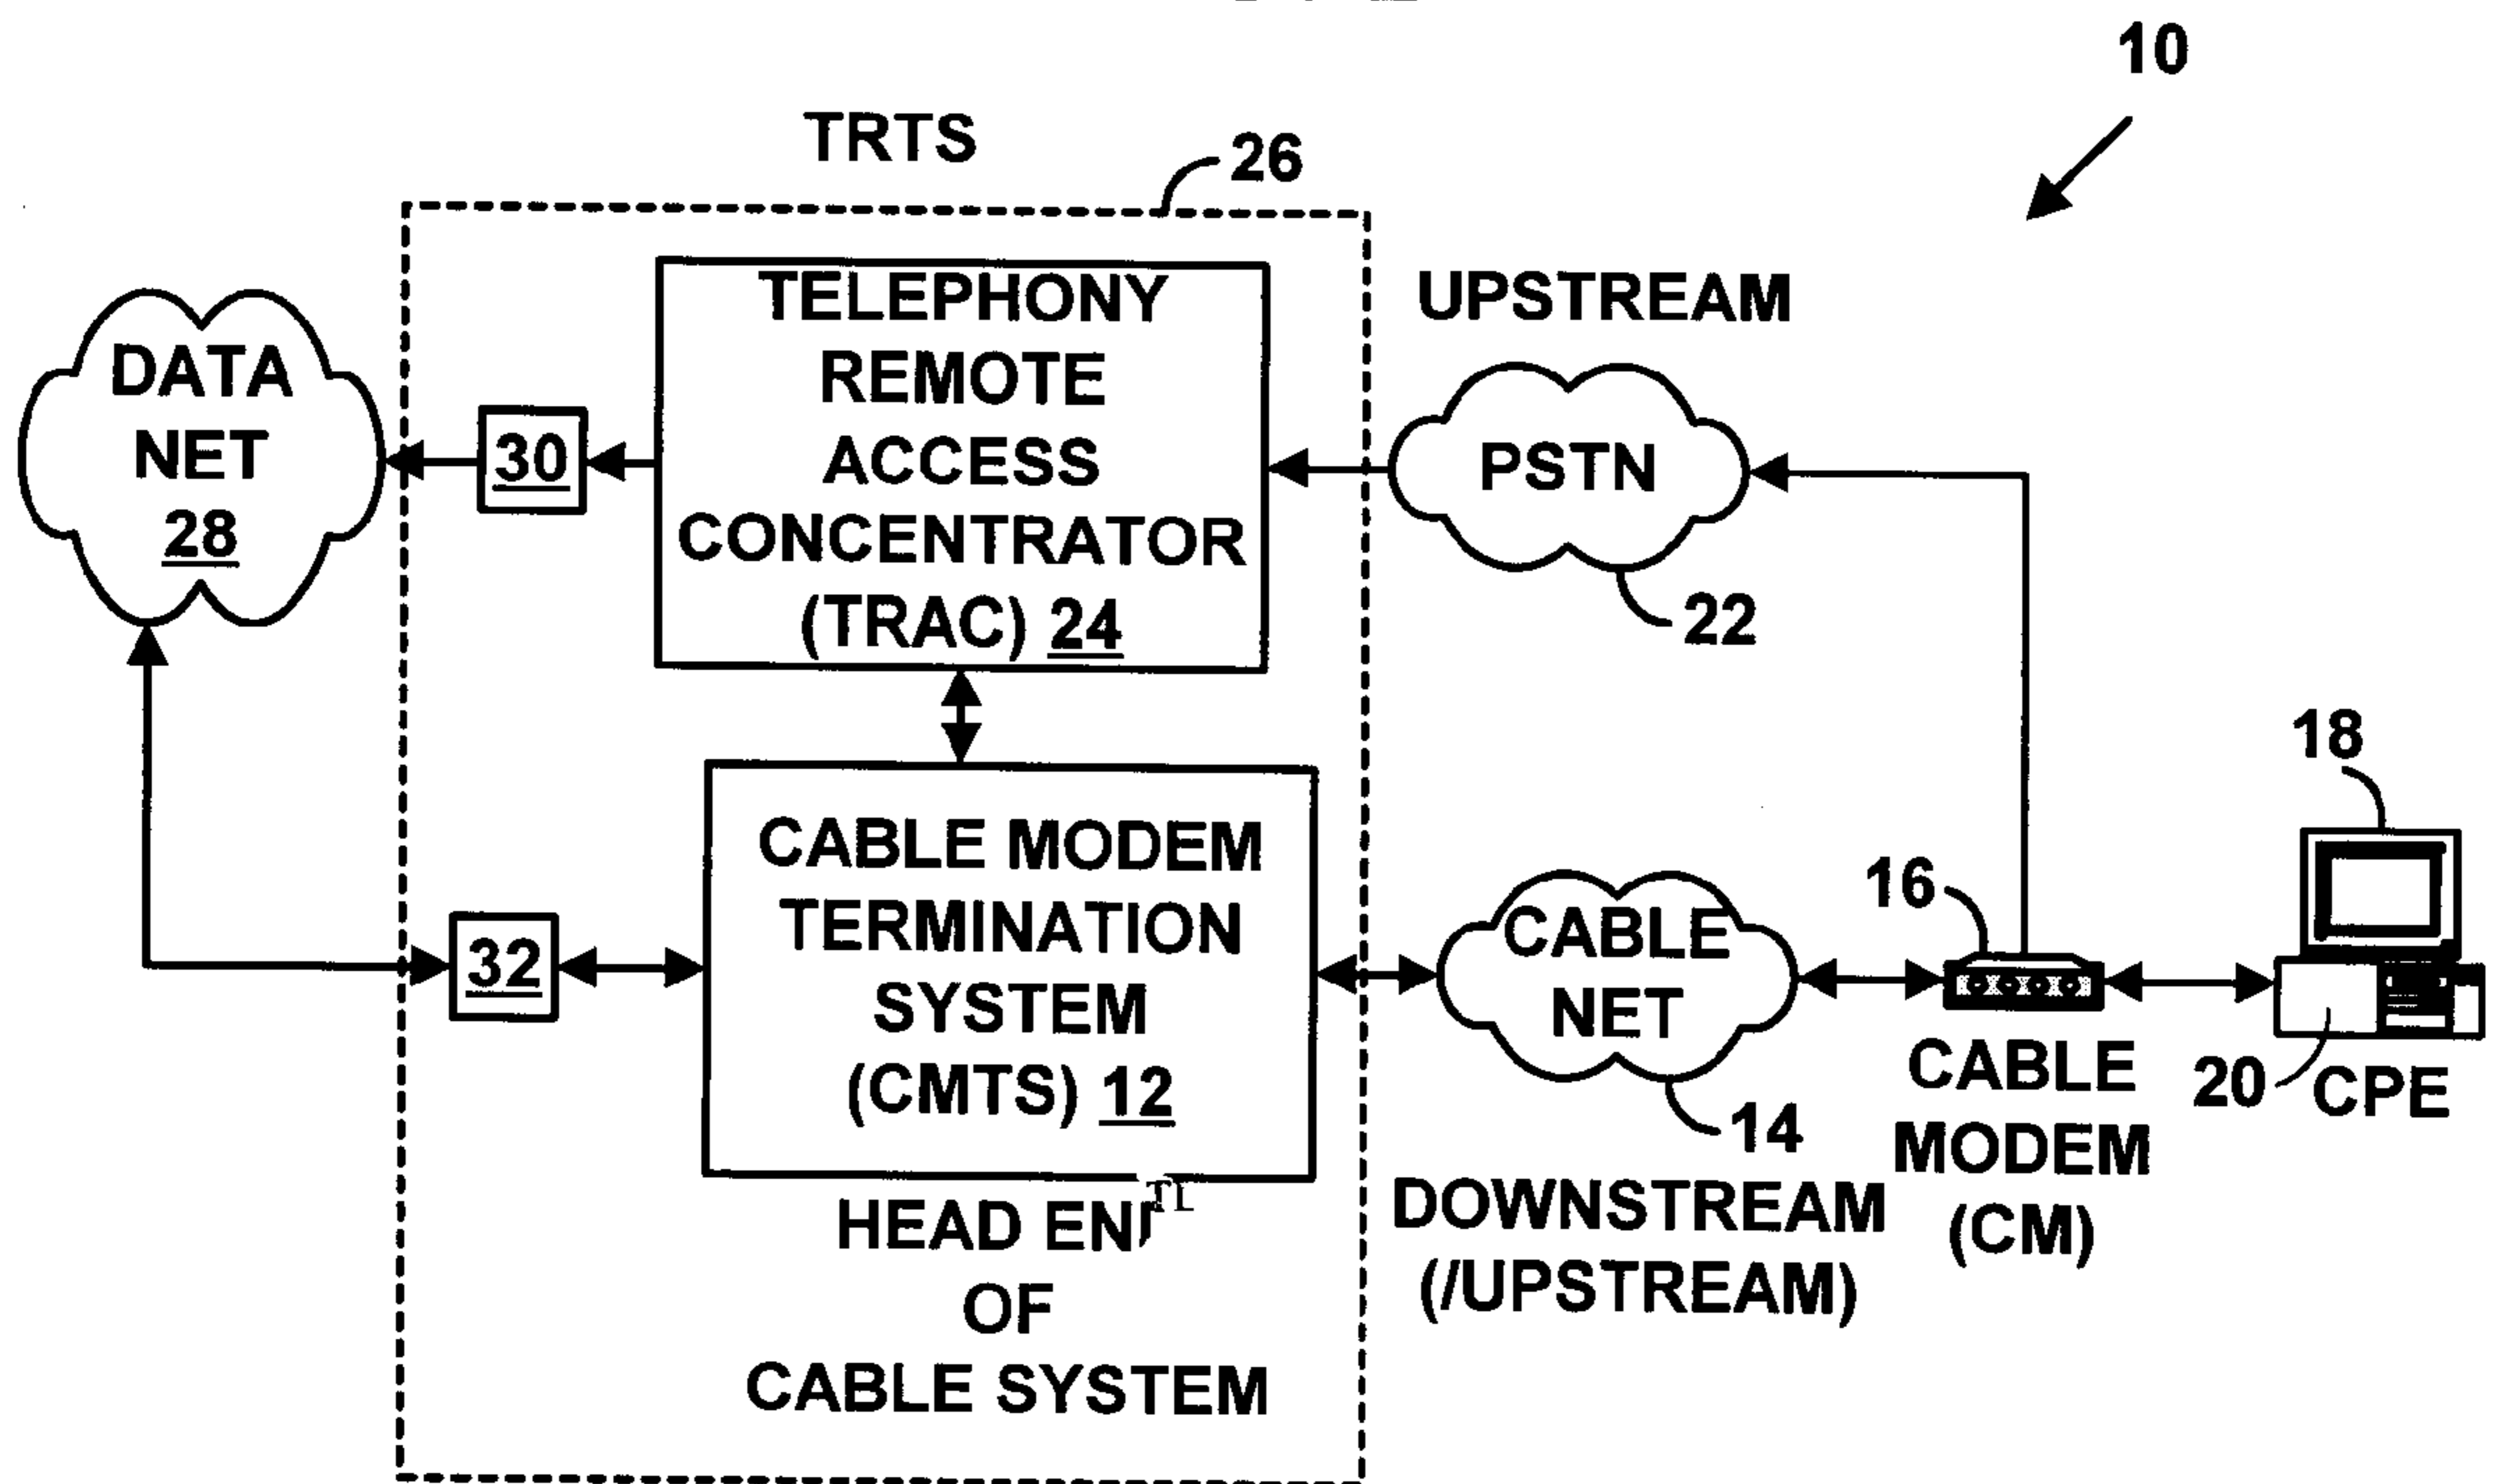 10
TRTS
26
TELEPHONY
REMOTE
ACCESS
CONCENTRATOR
(TRAC) 24
UPSTREAM
DATA
NET
28
30
PSTN
22
18
CABLE MODEM
TERMINATION
SYSTEM
(CMTS) 12
16
CABLE
NET
32
14
20 CPE
CABLE
MODEM
(CM)
DOWNSTREAM
(/UPSTREAM)
HEAD
OF
CABLE SYSTEM